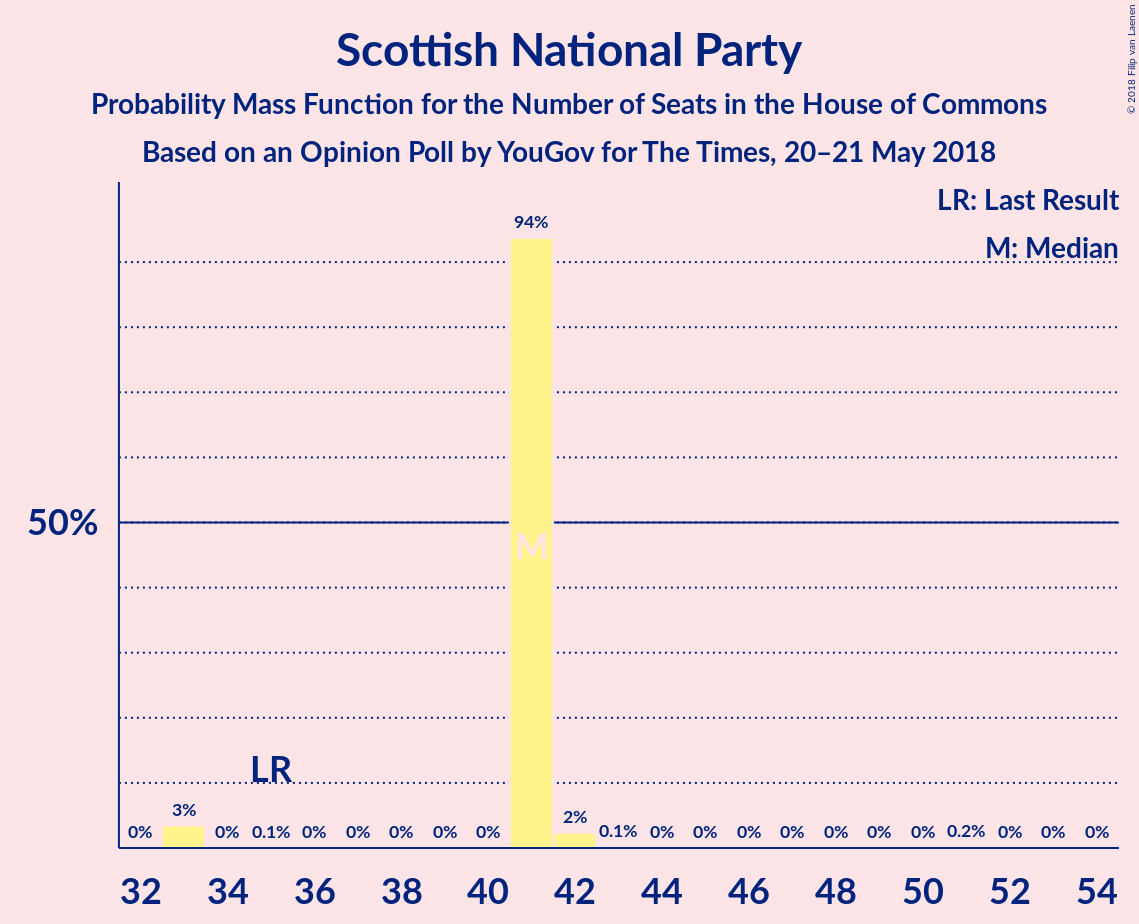 Scottish National Party
Probability Mass Function for the Number of Seats in the House of Commons
Based on an Opinion Poll by YouGov for The Times, 20–21 May 2018
© 2018 Filip van Laenen
LR: Last Result
M: Median
94%
50%
M
LR
0% 3% 0% 0.1% 0% 0% 0% 0% 0% 2% 0.1% 0% 0% 0% 0% 0% 0% 0% 0.2% 0% 0% 0%
32 34 36 38 40 42 44 46 48 50 52 54